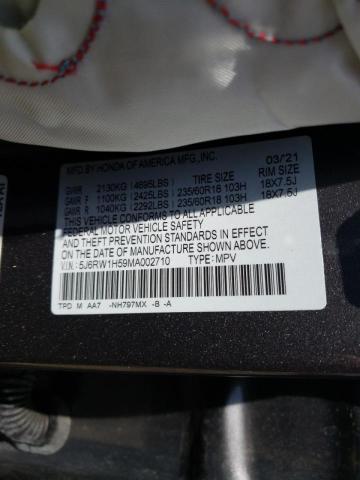 MFD. BY HONDA OF AMERICA MFG., INC. 03/21
GVWR 2130KG (4695LBS) TIRE SIZE RIM SIZE
GAWR F 1100KG (2425LBS) 235/60R18 103H 18X7.5J
GAWR R 1040KG (2292LBS) 235/60R18 103H 18X7.5J
THIS VEHICLE CONFORMS TO ALL APPLICABLE
FEDERAL MOTOR VEHICLE SAFETY
AND THEFT PREVENTION STANDARDS IN EFFECT
ON THE DATE OF MANUFACTURE SHOWN ABOVE.
V.I.N.: 5J6RW1H59MA002710 TYPE: MPV
TPD M AA7 -NH797MX -B -A